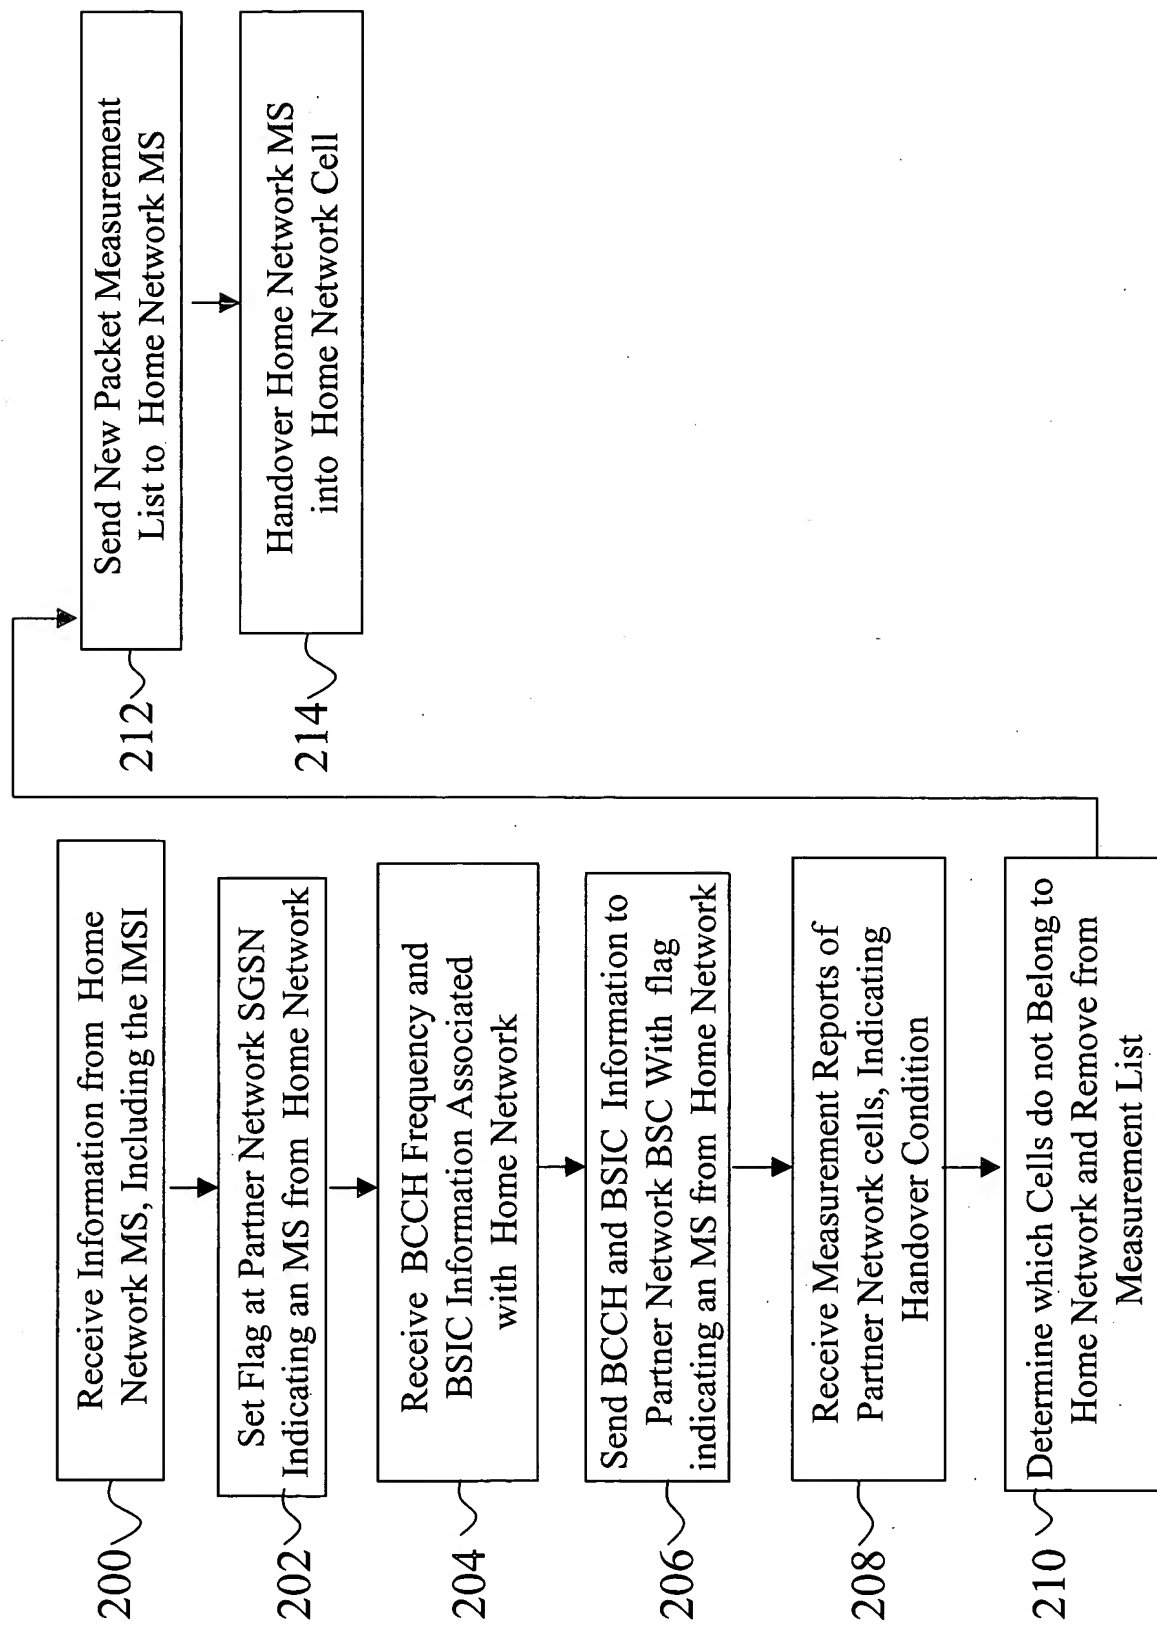 200
Receive Information from Home
Network MS, Including the IMSI
202
Set Flag at Partner Network SGSN
Indicating an MS from Home Network
204
Receive BCCH Frequency and
BSIC Information Associated
with Home Network
206
Send BCCH and BSIC Information to
Partner Network BSC With flag
indicating an MS from Home Network
208
Receive Measurement Reports of
Partner Network cells, Indicating
Handover Condition
210
Determine which Cells do not Belong to
Home Network and Remove from
Measurement List
212
Send New Packet Measurement
List to Home Network MS
214
Handover Home Network MS
into Home Network Cell